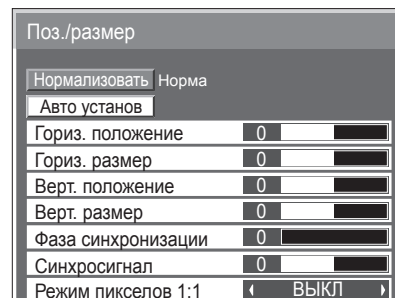 Поз./размер
Нормализовать Норма
Авто установ
Гориз. положение 0
Гориз. размер 0
Верт. положение 0
Верт. размер 0
Фаза синхронизации 0
Синхросигнал 0
Режим пикселов 1:1 ВЫКЛ